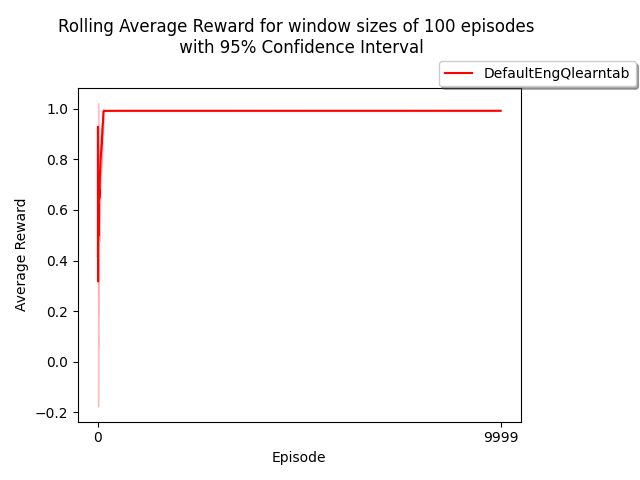 Rolling Average Reward for window sizes of 100 episodes
with 95% Confidence Interval
DefaultEngQlearntab
1.0
0.8
0.6
0.4
0.2
0.0
−0.2
Average Reward
0
9999
Episode